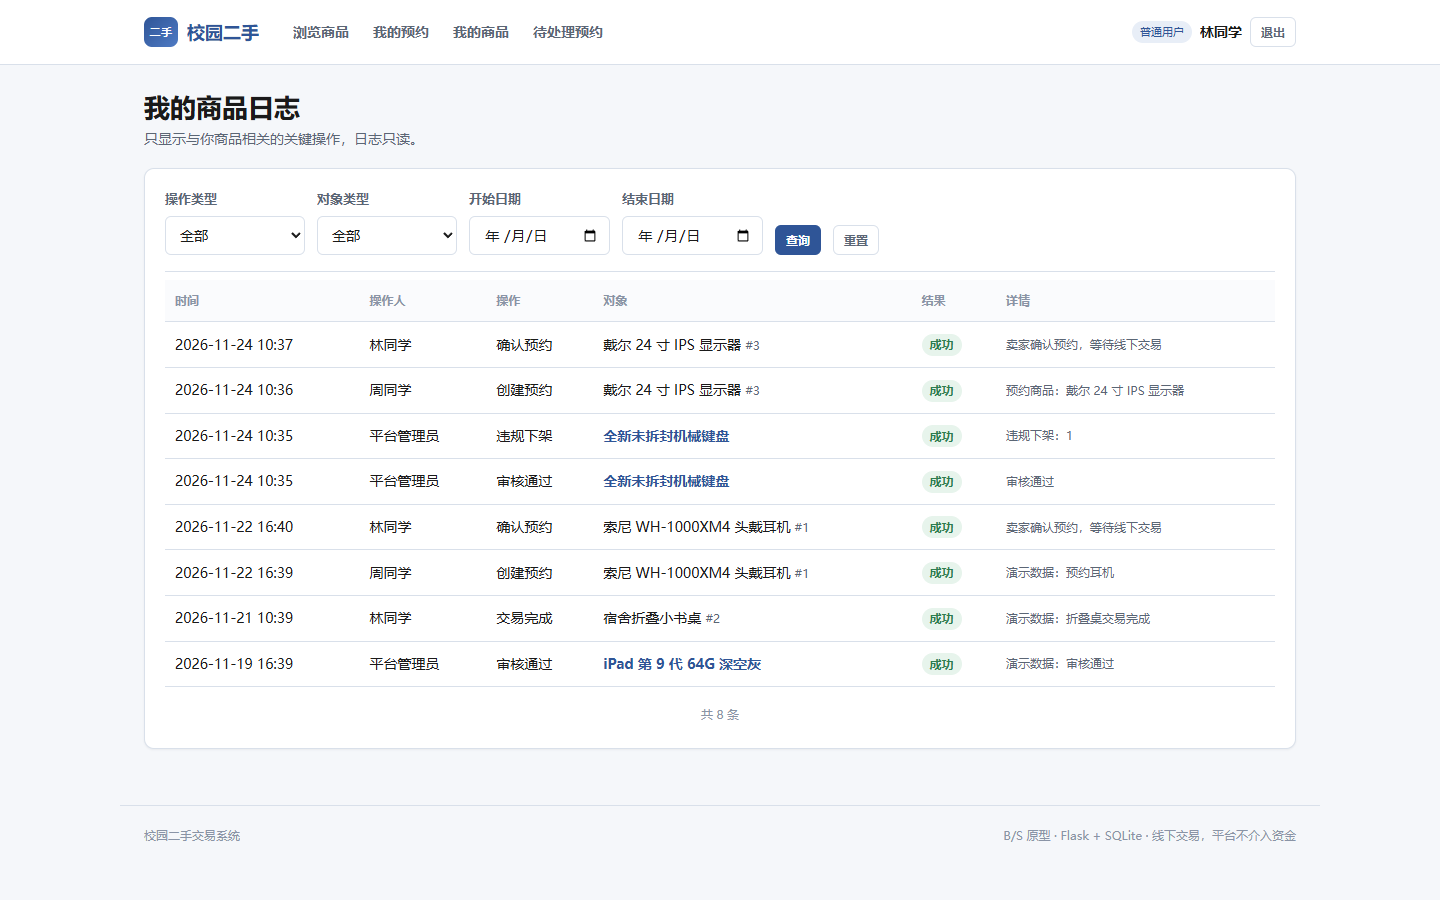 二手 校园二手 浏览商品 我的预约 我的商品 待处理预约 普通用户 林同学 退出
我的商品日志
只显示与你商品相关的关键操作，日志只读。
操作类型 对象类型 开始日期 结束日期
全部 全部 年 /月/日 年 /月/日 查询 重置
时间 操作人 操作 对象 结果 详情
2026-11-24 10:37 林同学 确认预约 戴尔 24 寸 IPS 显示器 #3 成功 卖家确认预约，等待线下交易
2026-11-24 10:36 周同学 创建预约 戴尔 24 寸 IPS 显示器 #3 成功 预约商品：戴尔 24 寸 IPS 显示器
2026-11-24 10:35 平台管理员 违规下架 全新未拆封机械键盘 成功 违规下架：1
2026-11-24 10:35 平台管理员 审核通过 全新未拆封机械键盘 成功 审核通过
2026-11-22 16:40 林同学 确认预约 索尼 WH-1000XM4 头戴耳机 #1 成功 卖家确认预约，等待线下交易
2026-11-22 16:39 周同学 创建预约 索尼 WH-1000XM4 头戴耳机 #1 成功 演示数据：预约耳机
2026-11-21 10:39 林同学 交易完成 宿舍折叠小书桌 #2 成功 演示数据：折叠桌交易完成
2026-11-19 16:39 平台管理员 审核通过 iPad 第 9 代 64G 深空灰 成功 演示数据：审核通过
共 8 条
校园二手交易系统 B/S 原型 · Flask + SQLite · 线下交易，平台不介入资金